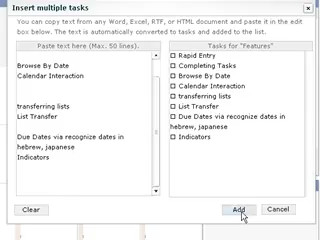 Insert multiple tasks
You can copy text from any Word, Excel, RTF, or HTML document and paste it in the edit
box below. The text is automatically converted to tasks and added to the list.
Paste text here (Max. 50 lines).
Browse By Date
Calendar Interaction
transferring lists
List Transfer
Due Dates via recognize dates in
hebrew, japanese
Indicators
Tasks for "Features"
Rapid Entry
Completing Tasks
Browse By Date
Calendar Interaction
transferring lists
List Transfer
Due Dates via recognize dates in
hebrew, japanese
Indicators
Clear
Add
Cancel